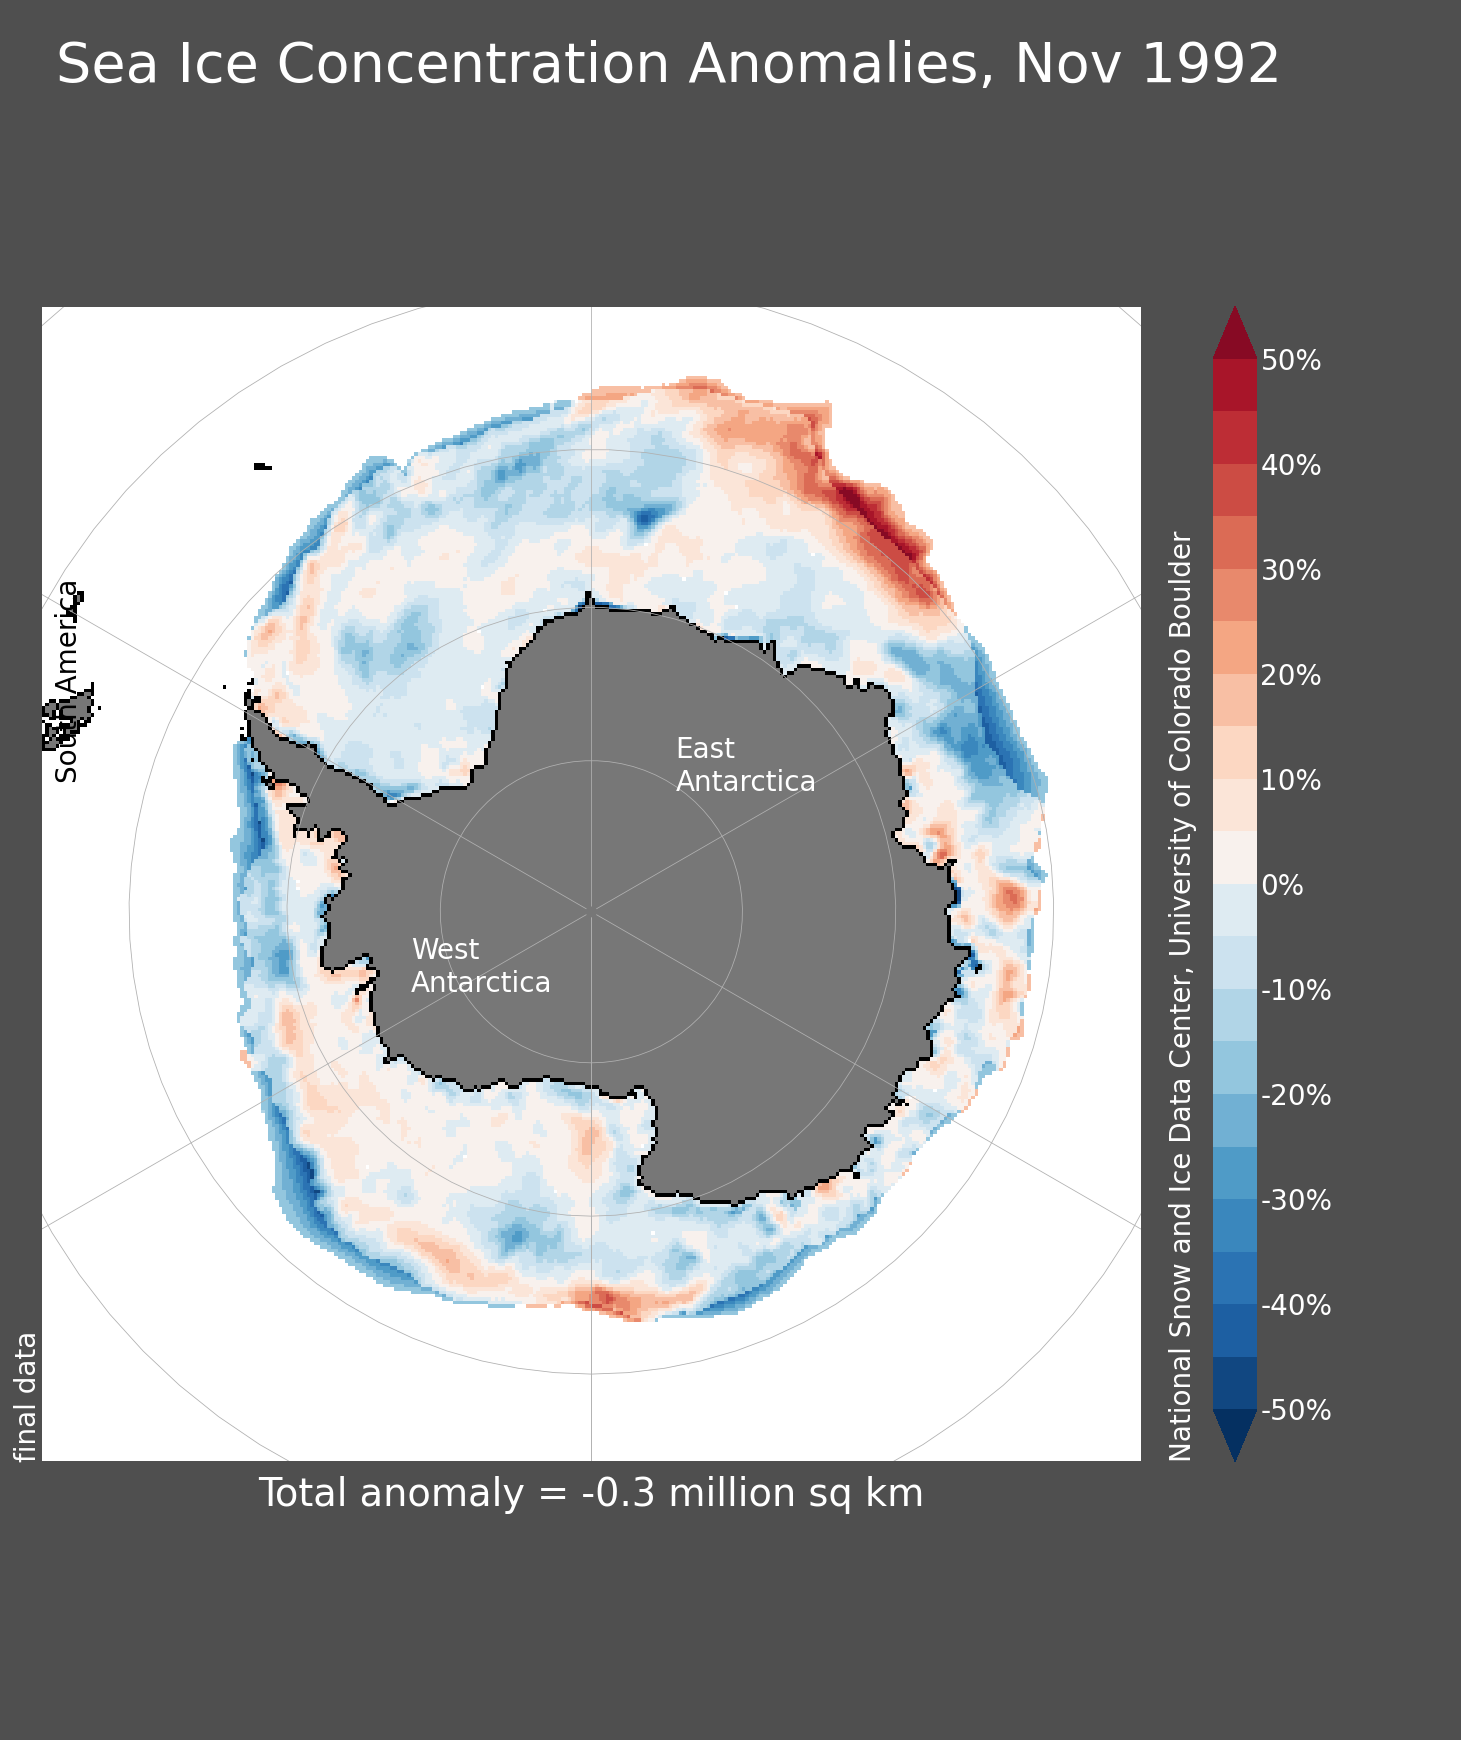 Sea Ice Concentration Anomalies, Nov 1992
South America
East
Antarctica
West
Antarctica
final data
National Snow and Ice Data Center, University of Colorado Boulder
50%
40%
30%
20%
10%
0%
-10%
-20%
-30%
-40%
-50%
Total anomaly = -0.3 million sq km